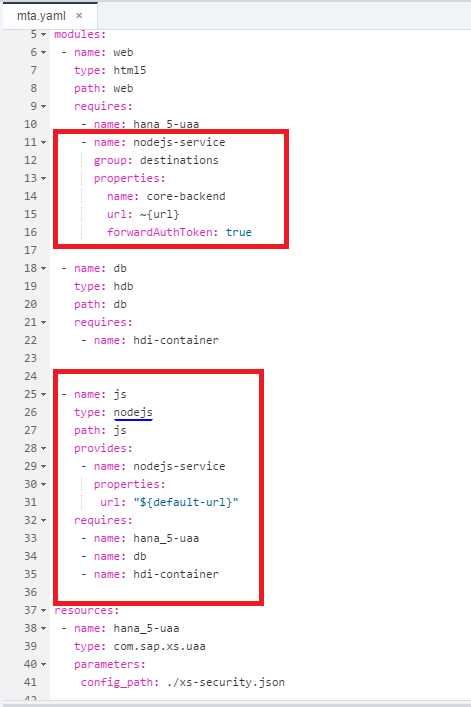 mta.yaml ×
5 modules:
6 - name: web
7 type: html5
8 path: web
9 requires:
10 - name: hana_5-uaa
11 - name: nodejs-service
12 group: destinations
13 properties:
14 name: core-backend
15 url: ~{url}
16 forwardAuthToken: true
17
18 - name: db
19 type: hdb
20 path: db
21 requires:
22 - name: hdi-container
23
24
25 - name: js
26 type: nodejs
27 path: js
28 provides:
29 - name: nodejs-service
30 properties:
31 url: "${default-url}"
32 requires:
33 - name: hana_5-uaa
34 - name: db
35 - name: hdi-container
36
37 resources:
38 - name: hana_5-uaa
39 type: com.sap.xs.uaa
40 parameters:
41 config_path: ./xs-security.json
42